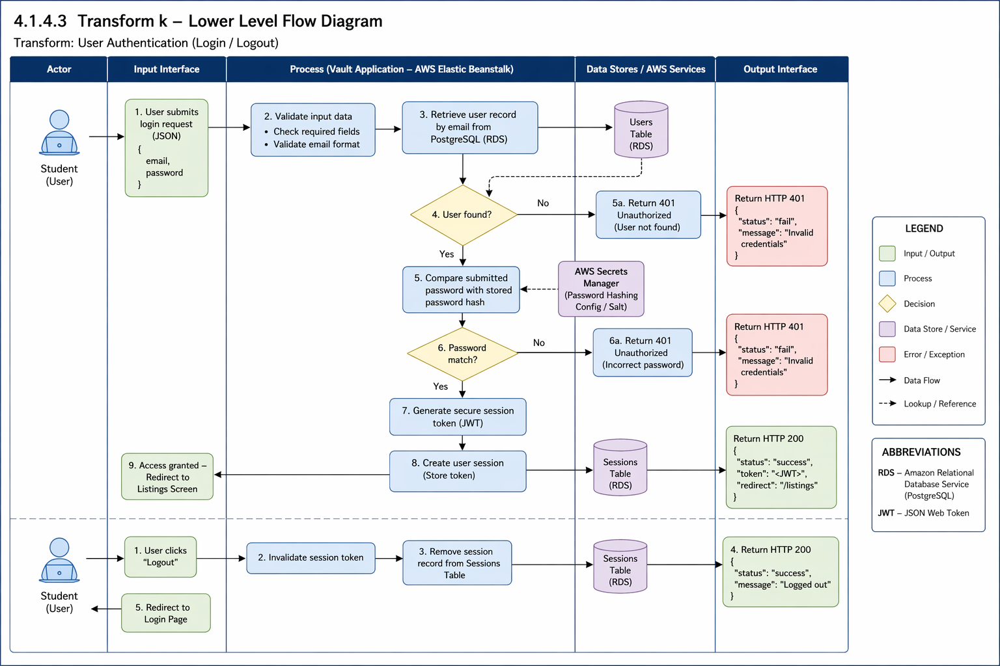 4.1.4.3 Transform k – Lower Level Flow Diagram
Transform: User Authentication (Login / Logout)
Actor
Input Interface
Process (Vault Application – AWS Elastic Beanstalk)
Data Stores / AWS Services
Output Interface
Student
(User)
1. User submits
login request
(JSON)
{
email,
password
}
2. Validate input data
• Check required fields
• Validate email format
3. Retrieve user record
by email from
PostgreSQL (RDS)
Users
Table
(RDS)
4. User found?
No
5a. Return 401
Unauthorized
(User not found)
Return HTTP 401
{
"status": "fail",
"message": "Invalid
credentials"
}
Yes
5. Compare submitted
password with stored
password hash
AWS Secrets
Manager
(Password Hashing
Config / Salt)
6. Password
match?
No
6a. Return 401
Unauthorized
(Incorrect password)
Return HTTP 401
{
"status": "fail",
"message": "Invalid
credentials"
}
Yes
7. Generate secure session
token (JWT)
8. Create user session
(Store token)
9. Access granted –
Redirect to
Listings Screen
Sessions
Table
(RDS)
Return HTTP 200
{
"status": "success",
"token": "<JWT>",
"redirect": "/listings"
}
Student
(User)
1. User clicks
"Logout"
2. Invalidate session token
3. Remove session
record from Sessions
Table
Sessions
Table
(RDS)
4. Return HTTP 200
{
"status": "success",
"message": "Logged out"
}
5. Redirect to
Login Page
LEGEND
Input / Output
Process
Decision
Data Store / Service
Error / Exception
Data Flow
Lookup / Reference
ABBREVIATIONS
RDS – Amazon Relational
Database Service
(PostgreSQL)
JWT – JSON Web Token